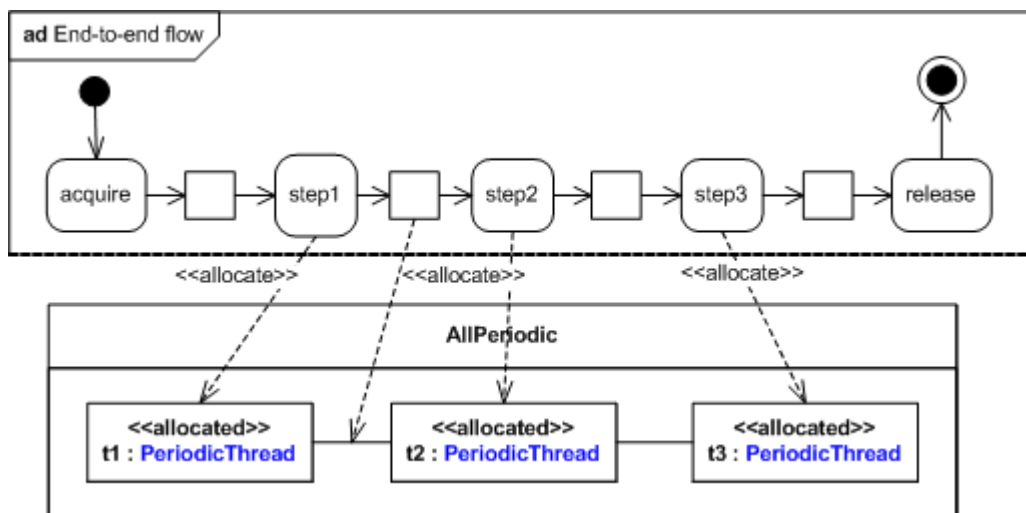 ad End-to-end flow
acquire
step1
step2
step3
release
<<allocate>>
<<allocate>>
<<allocate>>
AllPeriodic
<<allocated>>
t1 : PeriodicThread
<<allocated>>
t2 : PeriodicThread
<<allocated>>
t3 : PeriodicThread